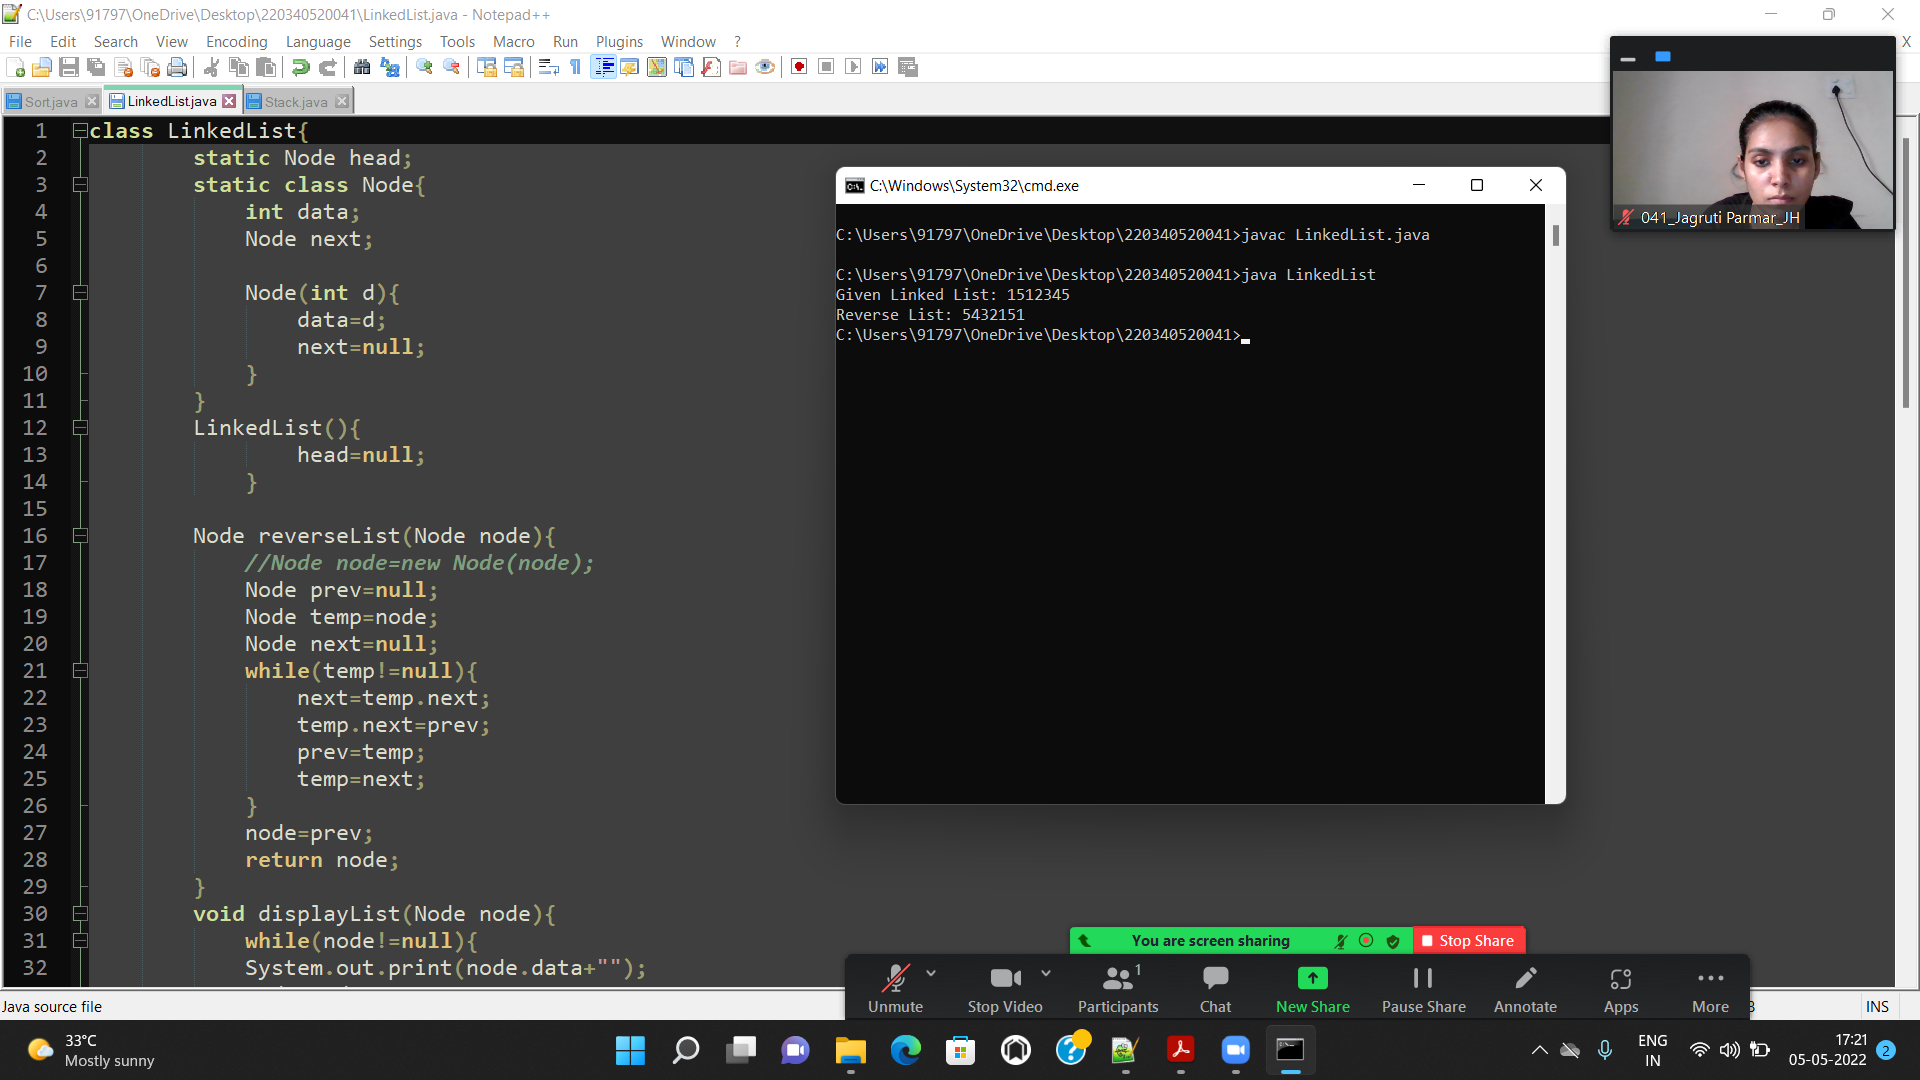 C:\Users\91797\OneDrive\Desktop\220340520041\LinkedList.java - Notepad++
File Edit Search View Encoding Language Settings Tools Macro Run Plugins Window ? X
Sort.java LinkedList.java Stack.java
1 class LinkedList{
2 static Node head;
3 static class Node{
4 int data;
5 Node next;
6
7 Node(int d){
8 data=d;
9 next=null;
10 }
11 }
12 LinkedList(){
13 head=null;
14 }
15
16 Node reverseList(Node node){
17 //Node node=new Node(node);
18 Node prev=null;
19 Node temp=node;
20 Node next=null;
21 while(temp!=null){
22 next=temp.next;
23 temp.next=prev;
24 prev=temp;
25 temp=next;
26 }
27 node=prev;
28 return node;
29 }
30 void displayList(Node node){
31 while(node!=null){
32 System.out.print(node.data+"");
C:\Windows\System32\cmd.exe
C:\Users\91797\OneDrive\Desktop\220340520041>javac LinkedList.java
C:\Users\91797\OneDrive\Desktop\220340520041>java LinkedList
Given Linked List: 1512345
Reverse List: 5432151
C:\Users\91797\OneDrive\Desktop\220340520041>
041_Jagruti Parmar_JH
You are screen sharing Stop Share
1
Unmute Stop Video Participants Chat New Share Pause Share Annotate Apps More
Java source file INS
33°C
Mostly sunny
ENG
IN
17:21
05-05-2022 2